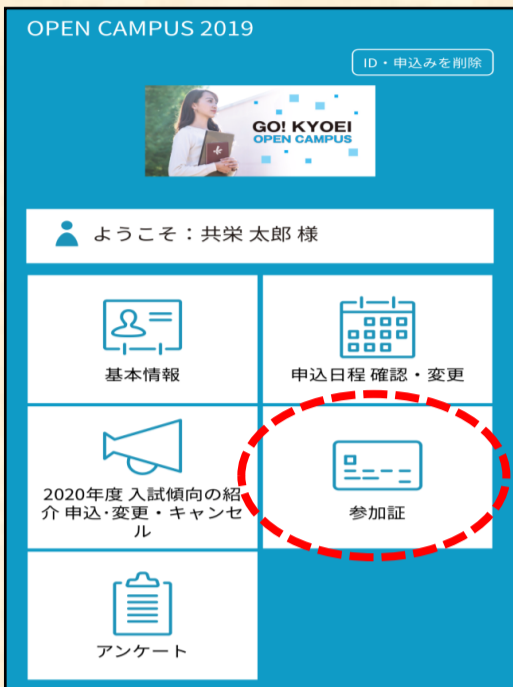 OPEN CAMPUS 2019
ID・申込みを削除
GO! KYOEI
OPEN CAMPUS
ようこそ：共栄 太郎 様
基本情報
申込日程 確認・変更
2020年度 入試傾向の紹
介 申込･変更・キャンセ
ル
参加証
アンケート